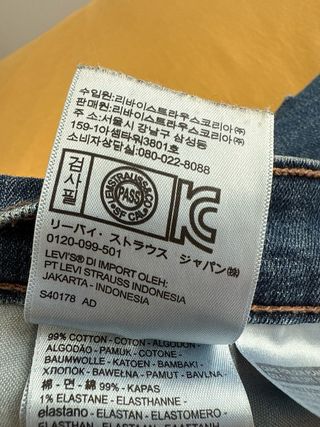 수입원:리바이스트라우스코리아㈜
판매원:리바이스트라우스코리아㈜
주소:서울시 강남구 삼성동
159-1아셈타워3801호
소비자상담실:080-022-8088
검사필
STRAUSS&CO
PASS
SF CAL
リーバイ・ストラウス ジャパン㈱
0120-099-501
LEVI'S® DI IMPORT OLEH:
PT LEVI STRAUSS INDONESIA
JAKARTA - INDONESIA
S40178 AD
99% COTTON - COTON - ALGODON
ALGODÃO - PAMUK - COTONE -
BAUMWOLLE - KATOEN - BAMBAKI -
ХЛОПОК - BAWEŁNA - PAMUT - BAVLNA -
綿 - 면 - 綿 99% - KAPAS
1% ELASTANE - ELASTHANNE -
elastano - ELASTAN - ELASTOMERO